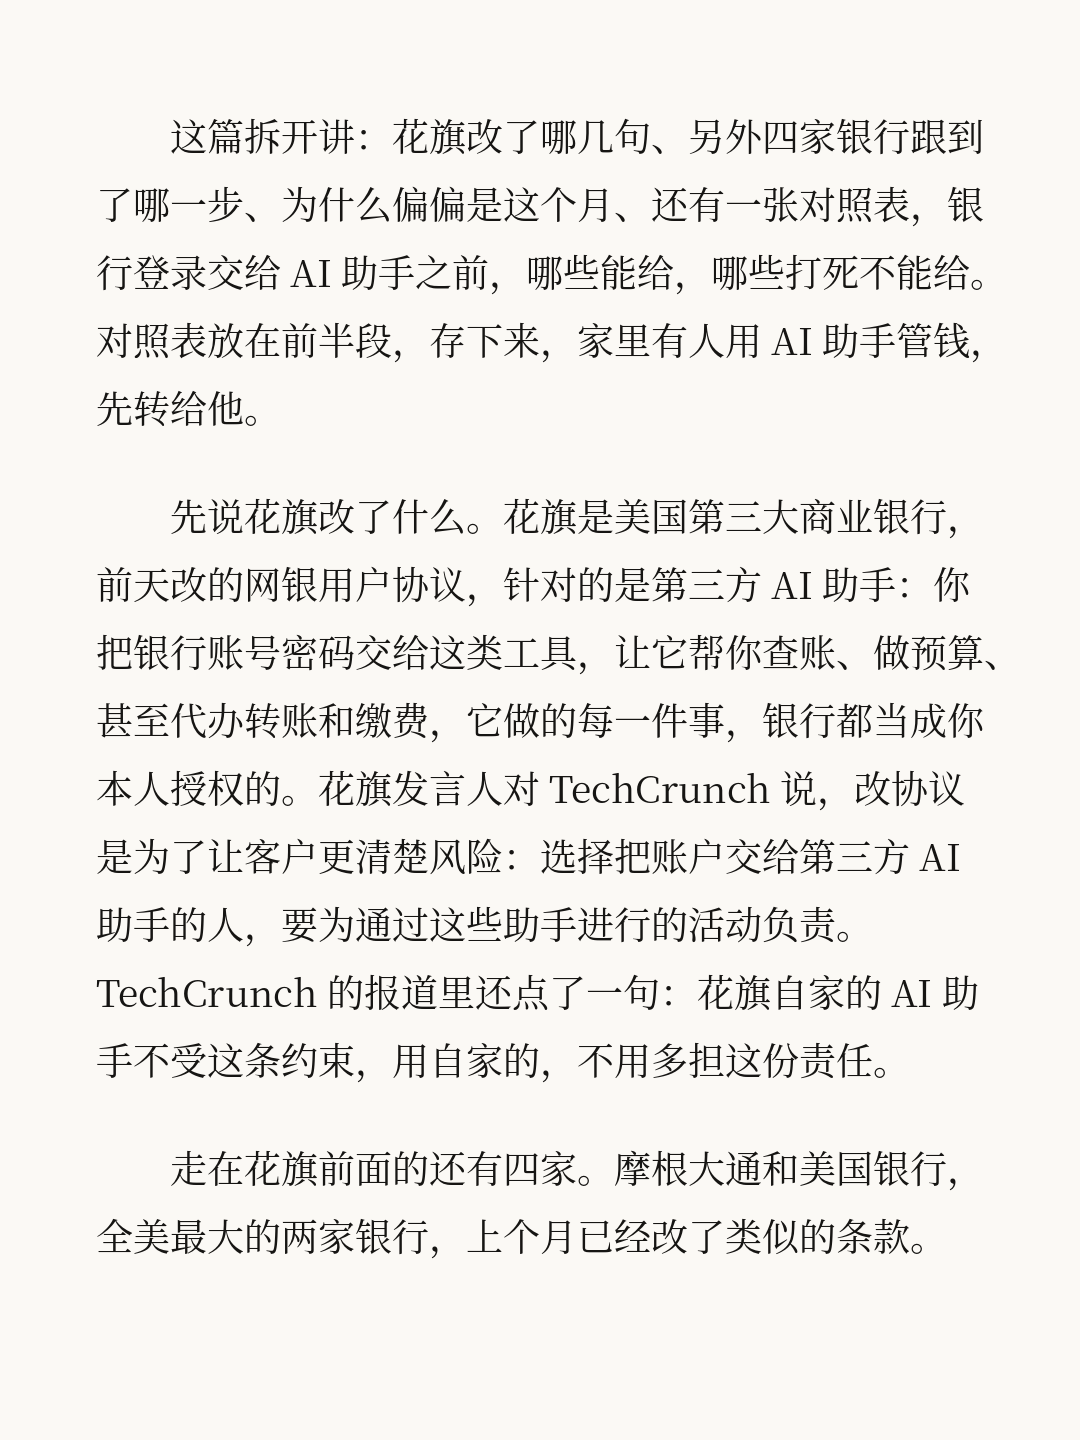 这篇拆开讲：花旗改了哪几句、另外四家银行跟到
了哪一步、为什么偏偏是这个月、还有一张对照表，银
行登录交给 AI 助手之前，哪些能给，哪些打死不能给。
对照表放在前半段，存下来，家里有人用 AI 助手管钱，
先转给他。
先说花旗改了什么。花旗是美国第三大商业银行，
前天改的网银用户协议，针对的是第三方 AI 助手：你
把银行账号密码交给这类工具，让它帮你查账、做预算、
甚至代办转账和缴费，它做的每一件事，银行都当成你
本人授权的。花旗发言人对 TechCrunch 说，改协议
是为了让客户更清楚风险：选择把账户交给第三方 AI
助手的人，要为通过这些助手进行的活动负责。
TechCrunch 的报道里还点了一句：花旗自家的 AI 助
手不受这条约束，用自家的，不用多担这份责任。
走在花旗前面的还有四家。摩根大通和美国银行，
全美最大的两家银行，上个月已经改了类似的条款。